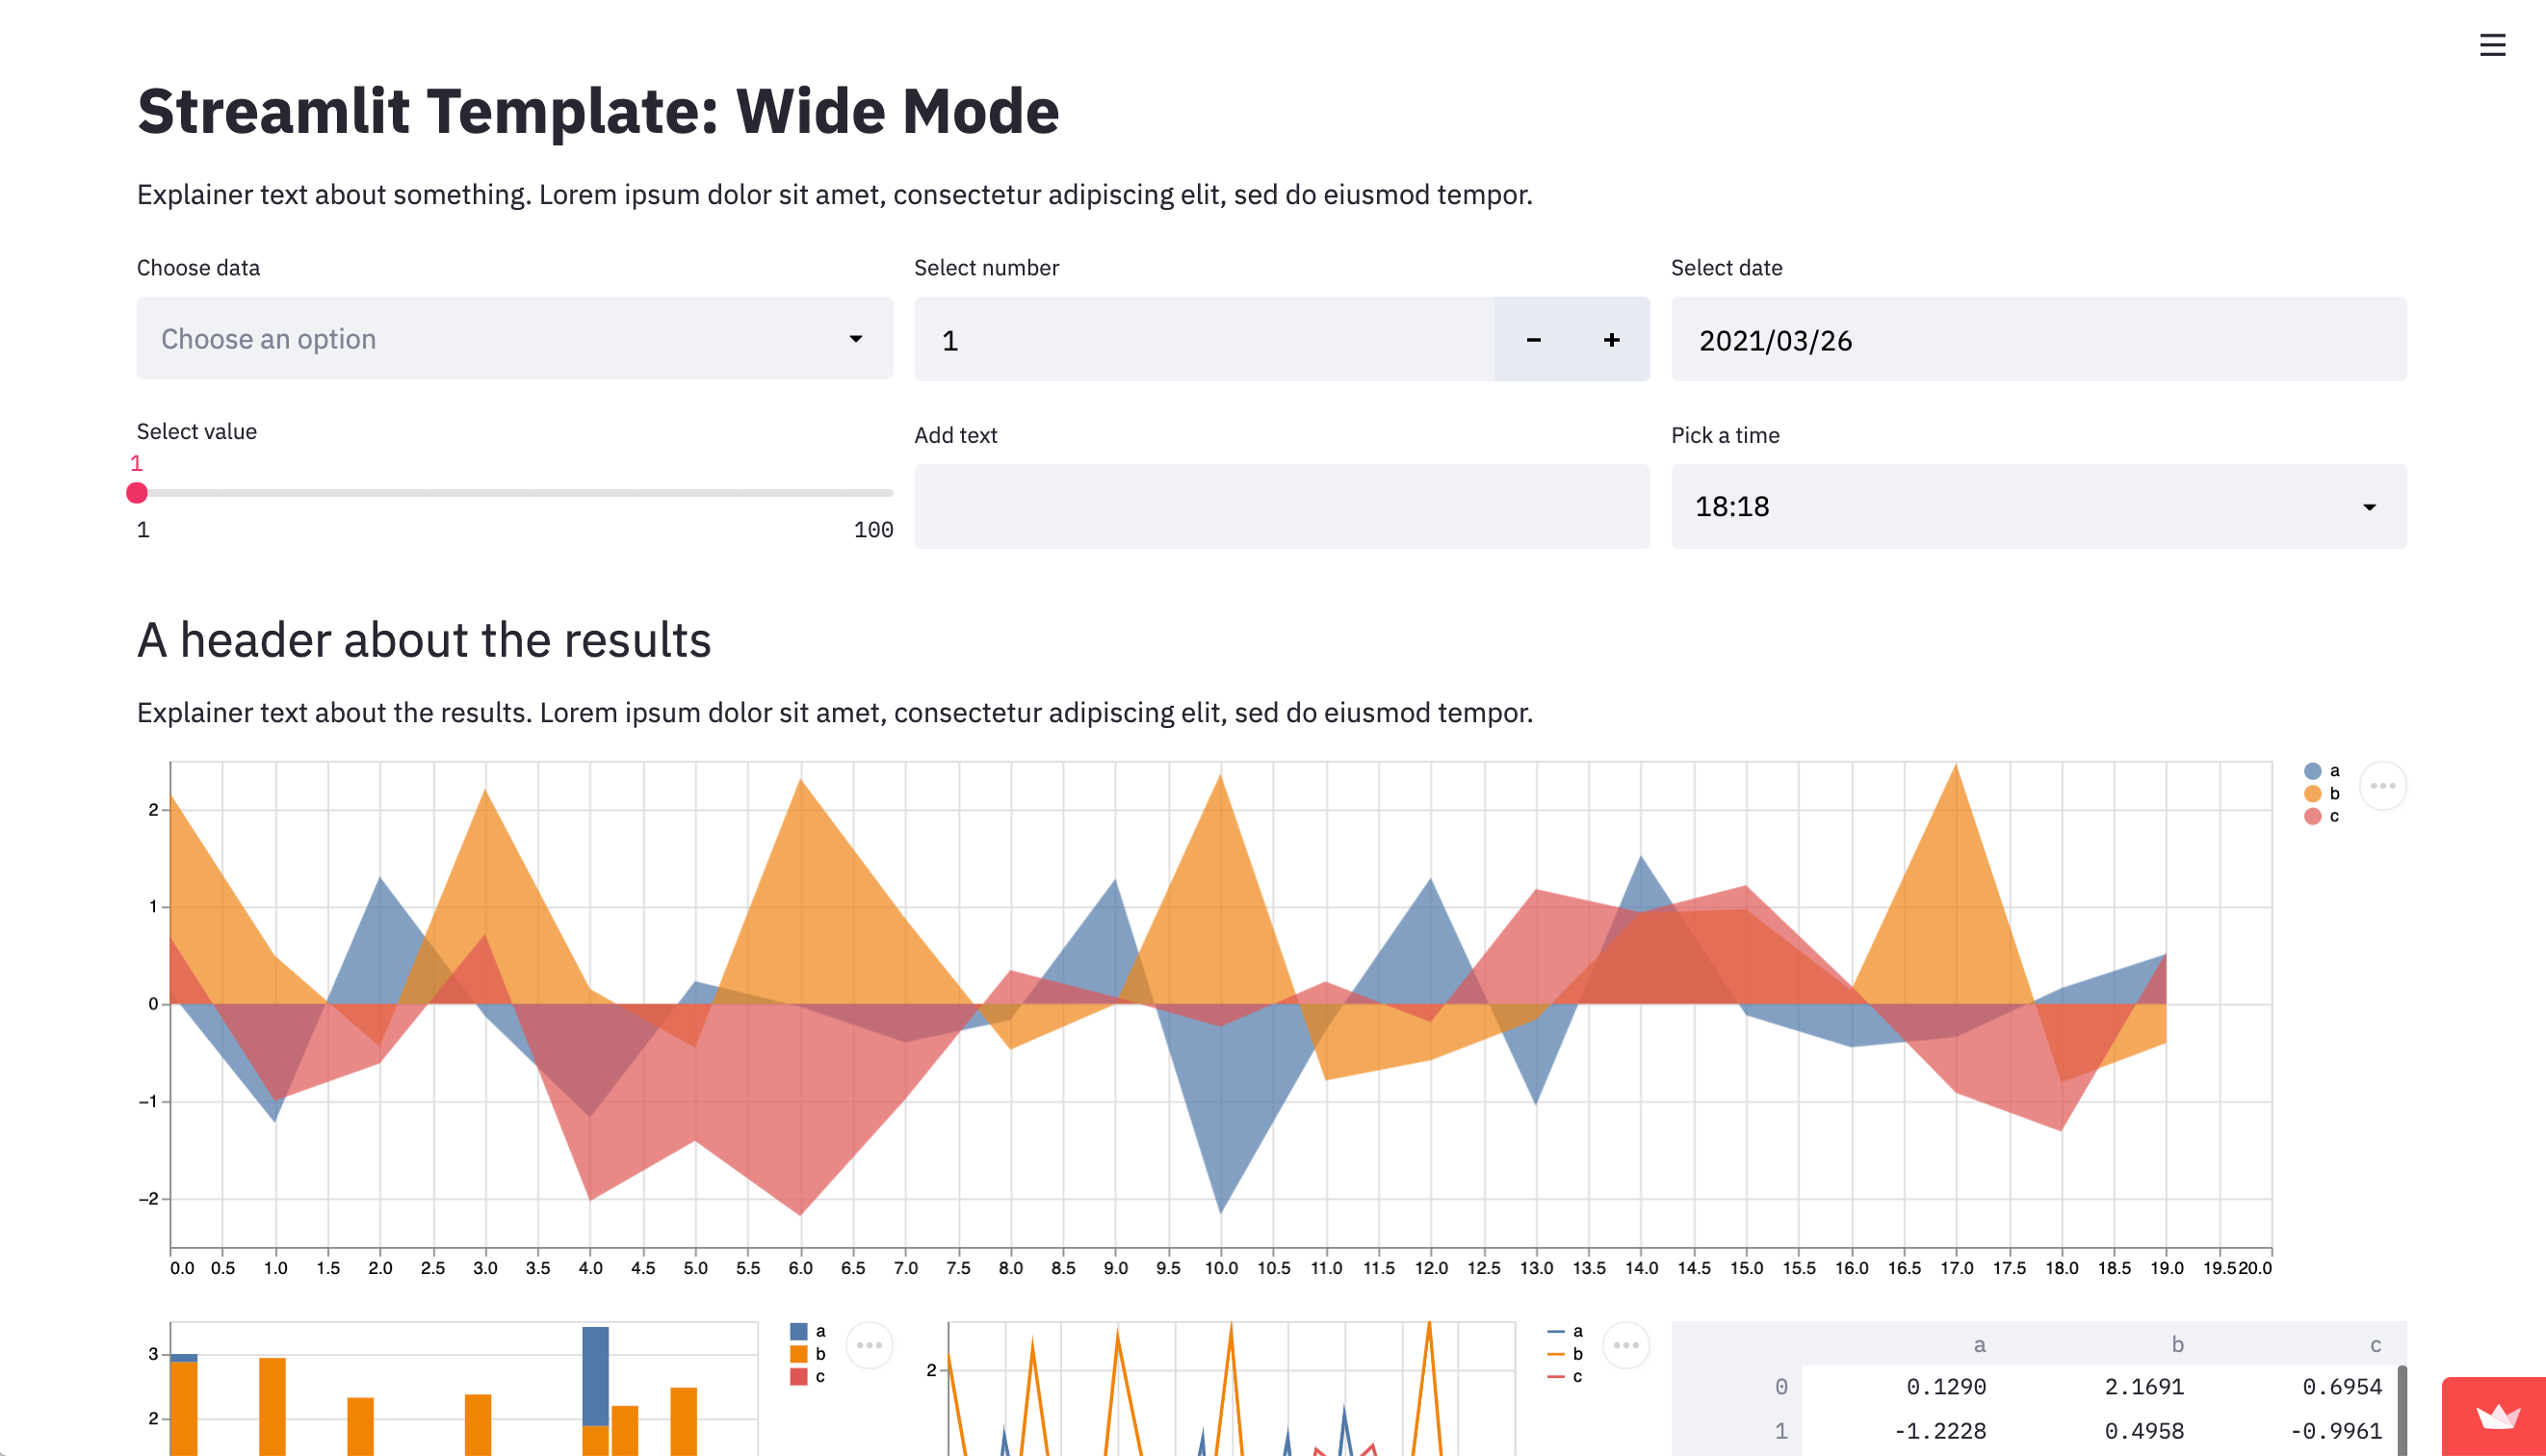 Streamlit Template: Wide Mode
Explainer text about something. Lorem ipsum dolor sit amet, consectetur adipiscing elit, sed do eiusmod tempor.
Choose data
Select number
Select date
Choose an option
1
−
+
2021/03/26
Select value
Add text
Pick a time
1
18:18
1
100
A header about the results
Explainer text about the results. Lorem ipsum dolor sit amet, consectetur adipiscing elit, sed do eiusmod tempor.
a
b
c
2
1
0
−1
−2
0.0 0.5 1.0 1.5 2.0 2.5 3.0 3.5 4.0 4.5 5.0 5.5 6.0 6.5 7.0 7.5 8.0 8.5 9.0 9.5 10.0 10.5 11.0 11.5 12.0 12.5 13.0 13.5 14.0 14.5 15.0 15.5 16.0 16.5 17.0 17.5 18.0 18.5 19.0 19.5 20.0
3
2
a
b
c
2
a
b
c
a b c
0 0.1290 2.1691 0.6954
1 -1.2228 0.4958 -0.9961